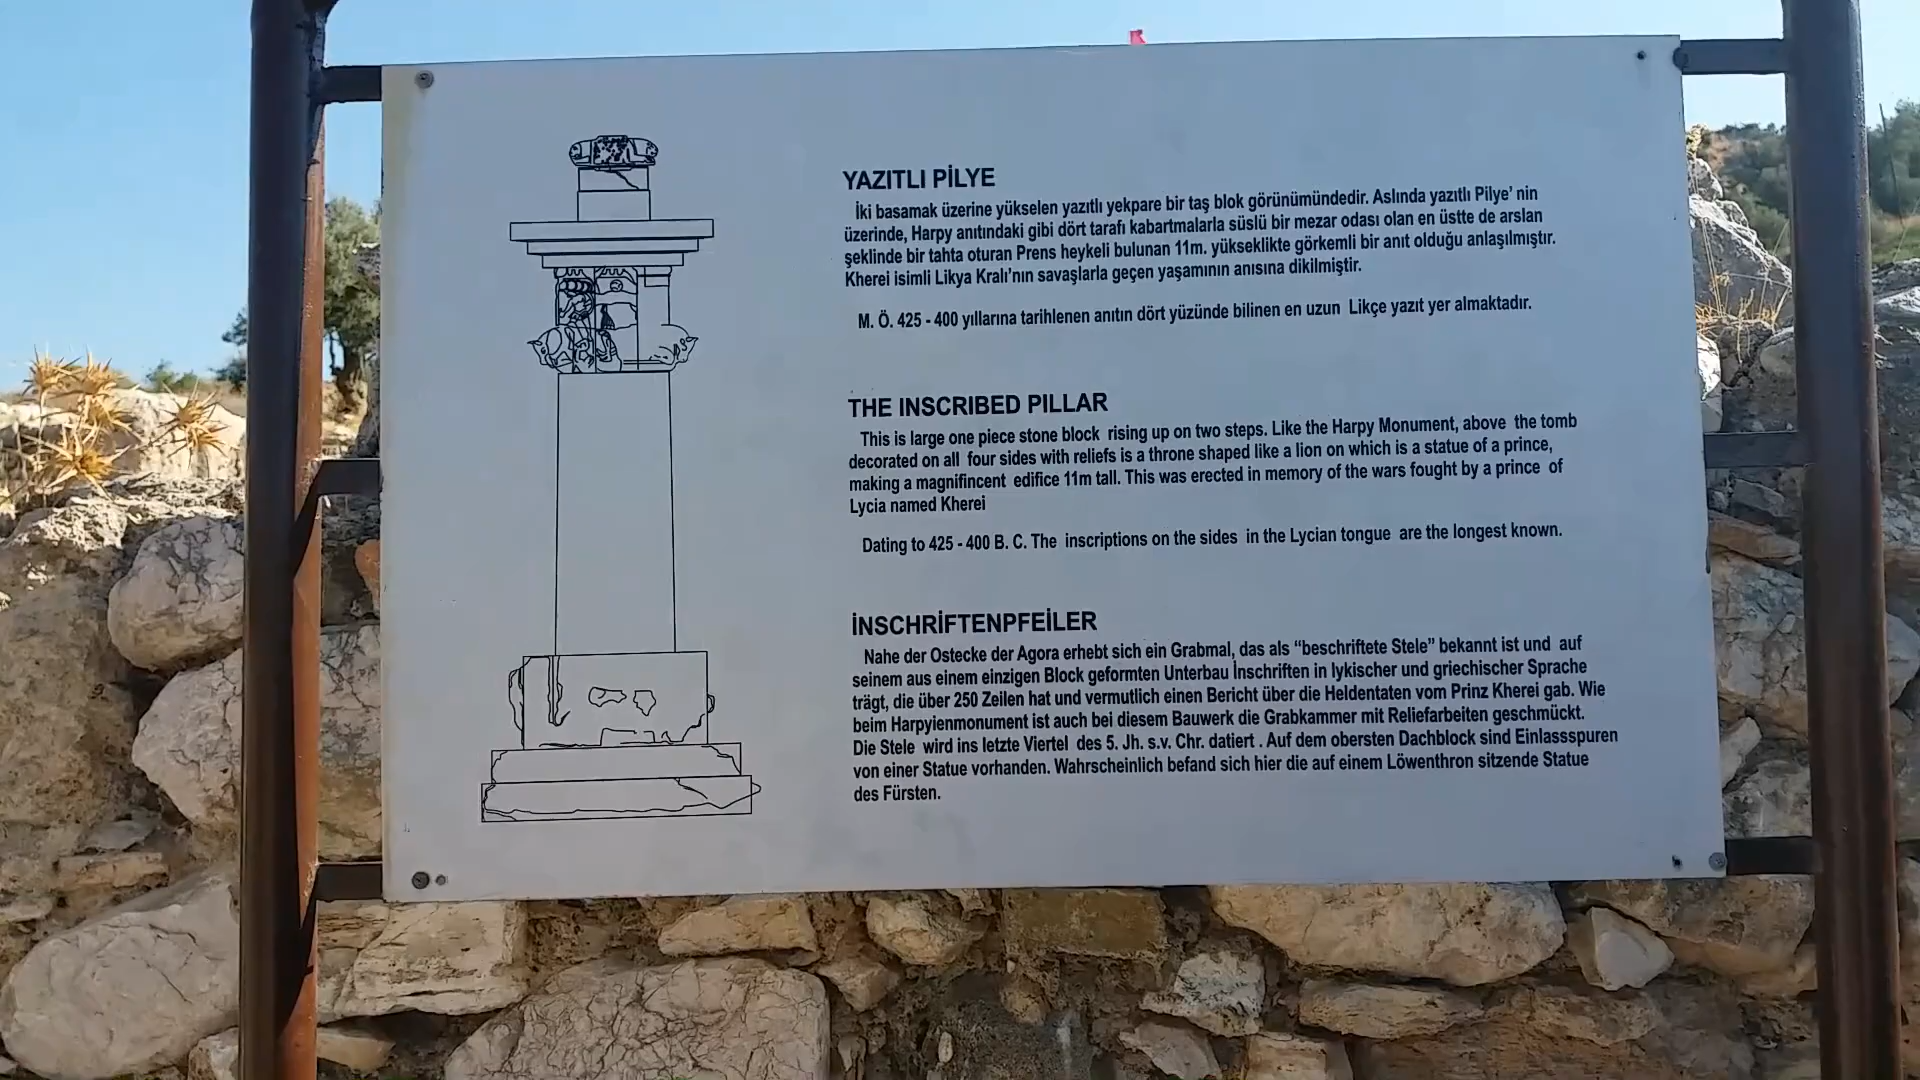 YAZITLI PİLYE
İki basamak üzerine yükselen yazıtlı yekpare bir taş blok görünümündedir. Aslında yazıtlı Pilye' nin
üzerinde, Harpy anıtındaki gibi dört tarafı kabartmalarla süslü bir mezar odası olan en üstte de arslan
şeklinde bir tahta oturan Prens heykeli bulunan 11m. yükseklikte görkemli bir anıt olduğu anlaşılmıştır.
Kherei isimli Likya Kralı'nın savaşlarla geçen yaşamının anısına dikilmiştir.
M. Ö. 425 - 400 yıllarına tarihlenen anıtın dört yüzünde bilinen en uzun Likçe yazıt yer almaktadır.
THE INSCRIBED PILLAR
This is large one piece stone block rising up on two steps. Like the Harpy Monument, above the tomb
decorated on all four sides with reliefs is a throne shaped like a lion on which is a statue of a prince,
making a magnifincent edifice 11m tall. This was erected in memory of the wars fought by a prince of
Lycia named Kherei
Dating to 425 - 400 B. C. The inscriptions on the sides in the Lycian tongue are the longest known.
İNSCHRİFTENPFEİLER
Nahe der Ostecke der Agora erhebt sich ein Grabmal, das als “beschriftete Stele” bekannt ist und auf
seinem aus einem einzigen Block geformten Unterbau İnschriften in lykischer und griechischer Sprache
trägt, die über 250 Zeilen hat und vermutlich einen Bericht über die Heldentaten vom Prinz Kherei gab. Wie
beim Harpyienmonument ist auch bei diesem Bauwerk die Grabkammer mit Reliefarbeiten geschmückt.
Die Stele wird ins letzte Viertel des 5. Jh. s.v. Chr. datiert . Auf dem obersten Dachblock sind Einlassspuren
von einer Statue vorhanden. Wahrscheinlich befand sich hier die auf einem Löwenthron sitzende Statue
des Fürsten.